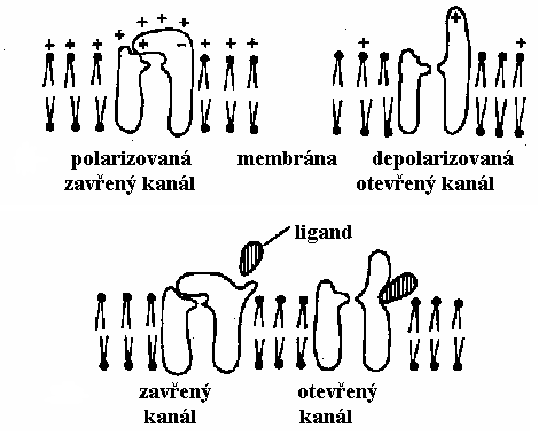 polarizovaná membrána depolarizovaná
zavřený kanál otevřený kanál
ligand
zavřený otevřený
kanál kanál